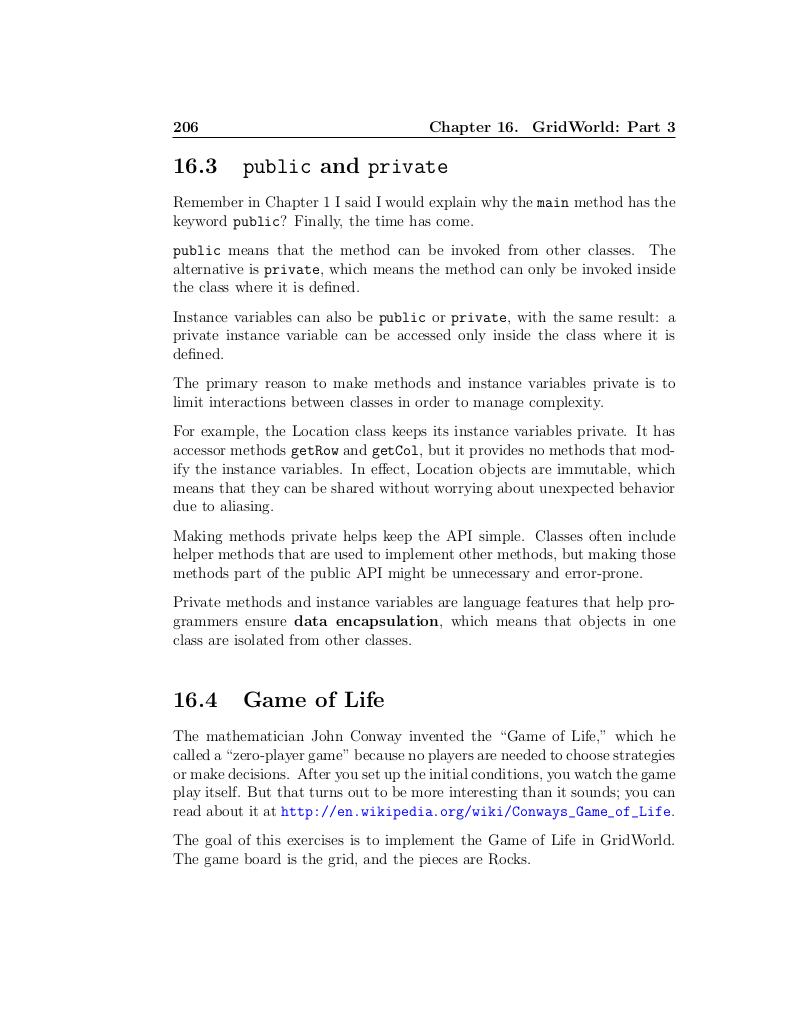 206 Chapter 16. GridWorld: Part 3
16.3 public and private
Remember in Chapter 1 I said I would explain why the main method has the
keyword public? Finally, the time has come.
public means that the method can be invoked from other classes. The
alternative is private, which means the method can only be invoked inside
the class where it is defined.
Instance variables can also be public or private, with the same result: a
private instance variable can be accessed only inside the class where it is
defined.
The primary reason to make methods and instance variables private is to
limit interactions between classes in order to manage complexity.
For example, the Location class keeps its instance variables private. It has
accessor methods getRow and getCol, but it provides no methods that mod-
ify the instance variables. In effect, Location objects are immutable, which
means that they can be shared without worrying about unexpected behavior
due to aliasing.
Making methods private helps keep the API simple. Classes often include
helper methods that are used to implement other methods, but making those
methods part of the public API might be unnecessary and error-prone.
Private methods and instance variables are language features that help pro-
grammers ensure data encapsulation, which means that objects in one
class are isolated from other classes.
16.4 Game of Life
The mathematician John Conway invented the “Game of Life,” which he
called a “zero-player game” because no players are needed to choose strategies
or make decisions. After you set up the initial conditions, you watch the game
play itself. But that turns out to be more interesting than it sounds; you can
read about it at http://en.wikipedia.org/wiki/Conways_Game_of_Life.
The goal of this exercises is to implement the Game of Life in GridWorld.
The game board is the grid, and the pieces are Rocks.